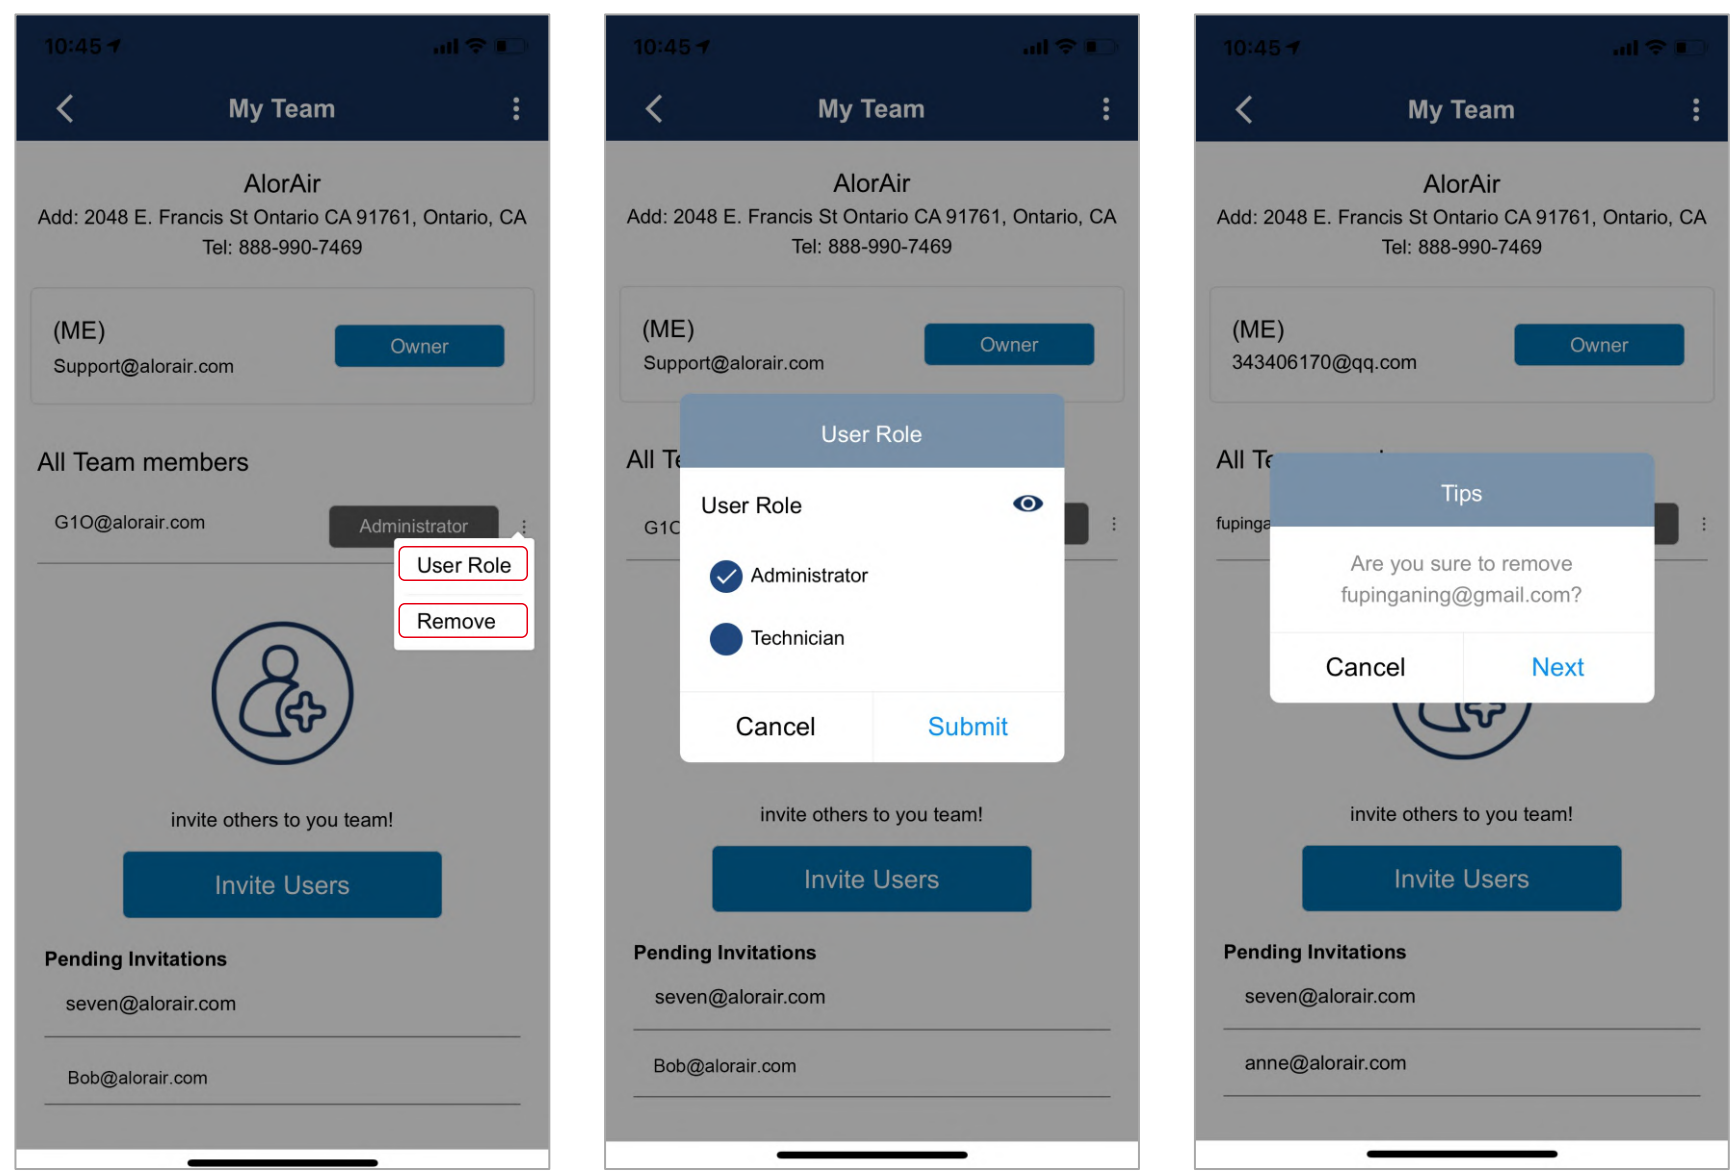 10:45
My Team
AlorAir
Add: 2048 E. Francis St Ontario CA 91761, Ontario, CA
Tel: 888-990-7469
(ME)
Support@alorair.com
Owner
All Team members
G1O@alorair.com
Administrator
User Role
Remove
invite others to you team!
Invite Users
Pending Invitations
seven@alorair.com
Bob@alorair.com
10:45
My Team
AlorAir
Add: 2048 E. Francis St Ontario CA 91761, Ontario, CA
Tel: 888-990-7469
(ME)
Support@alorair.com
Owner
All Te
G1O
User Role
User Role
Administrator
Technician
Cancel
Submit
invite others to you team!
Invite Users
Pending Invitations
seven@alorair.com
Bob@alorair.com
10:45
My Team
AlorAir
Add: 2048 E. Francis St Ontario CA 91761, Ontario, CA
Tel: 888-990-7469
(ME)
343406170@qq.com
Owner
All Te
fupinga
Tips
Are you sure to remove
fupinganing@gmail.com?
Cancel
Next
invite others to you team!
Invite Users
Pending Invitations
seven@alorair.com
anne@alorair.com